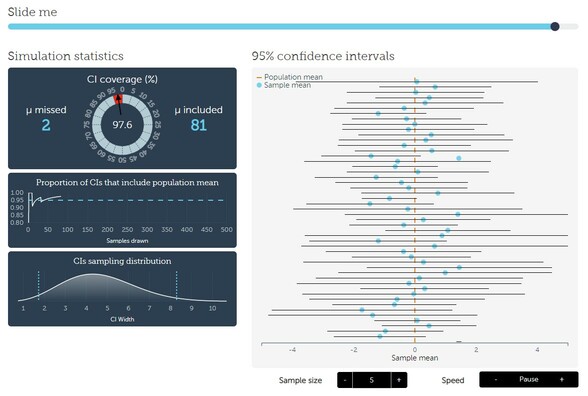 Slide me
Simulation statistics
CI coverage (%)
μ missed
2
0 5 10 15 20 25 30 35 40 45 50 55 60 65 70 75 80 85 90 95
97.6
μ included
81
Proportion of CIs that include population mean
1.00
0.95
0.90
0.85
0.80
0 50 100 150 200 250 300 350 400 450 500
Samples drawn
CIs sampling distribution
1 2 3 4 5 6 7 8 9 10
CI Width
95% confidence intervals
Population mean
Sample mean
-4 -2 0 2 4
Sample mean
Sample size - 5 + Speed - Pause +